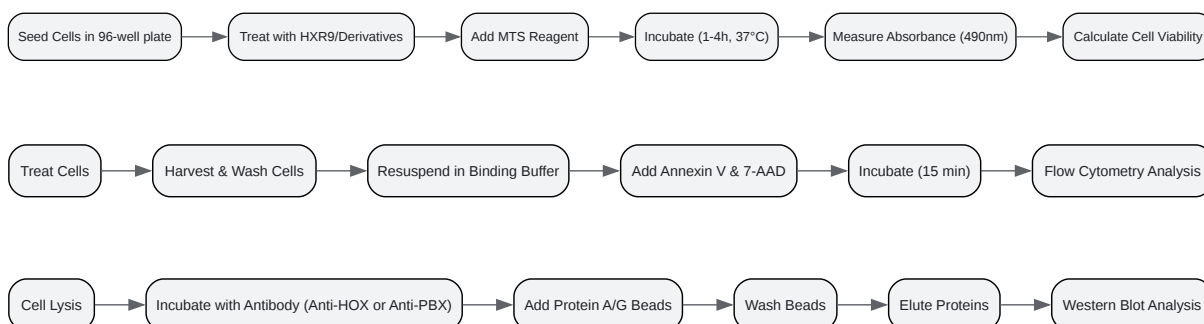 Seed Cells in 96-well plate
Treat with HXR9/Derivatives
Add MTS Reagent
Incubate (1-4h, 37°C)
Measure Absorbance (490nm)
Calculate Cell Viability
Treat Cells
Harvest & Wash Cells
Resuspend in Binding Buffer
Add Annexin V & 7-AAD
Incubate (15 min)
Flow Cytometry Analysis
Cell Lysis
Incubate with Antibody (Anti-HOX or Anti-PBX)
Add Protein A/G Beads
Wash Beads
Elute Proteins
Western Blot Analysis